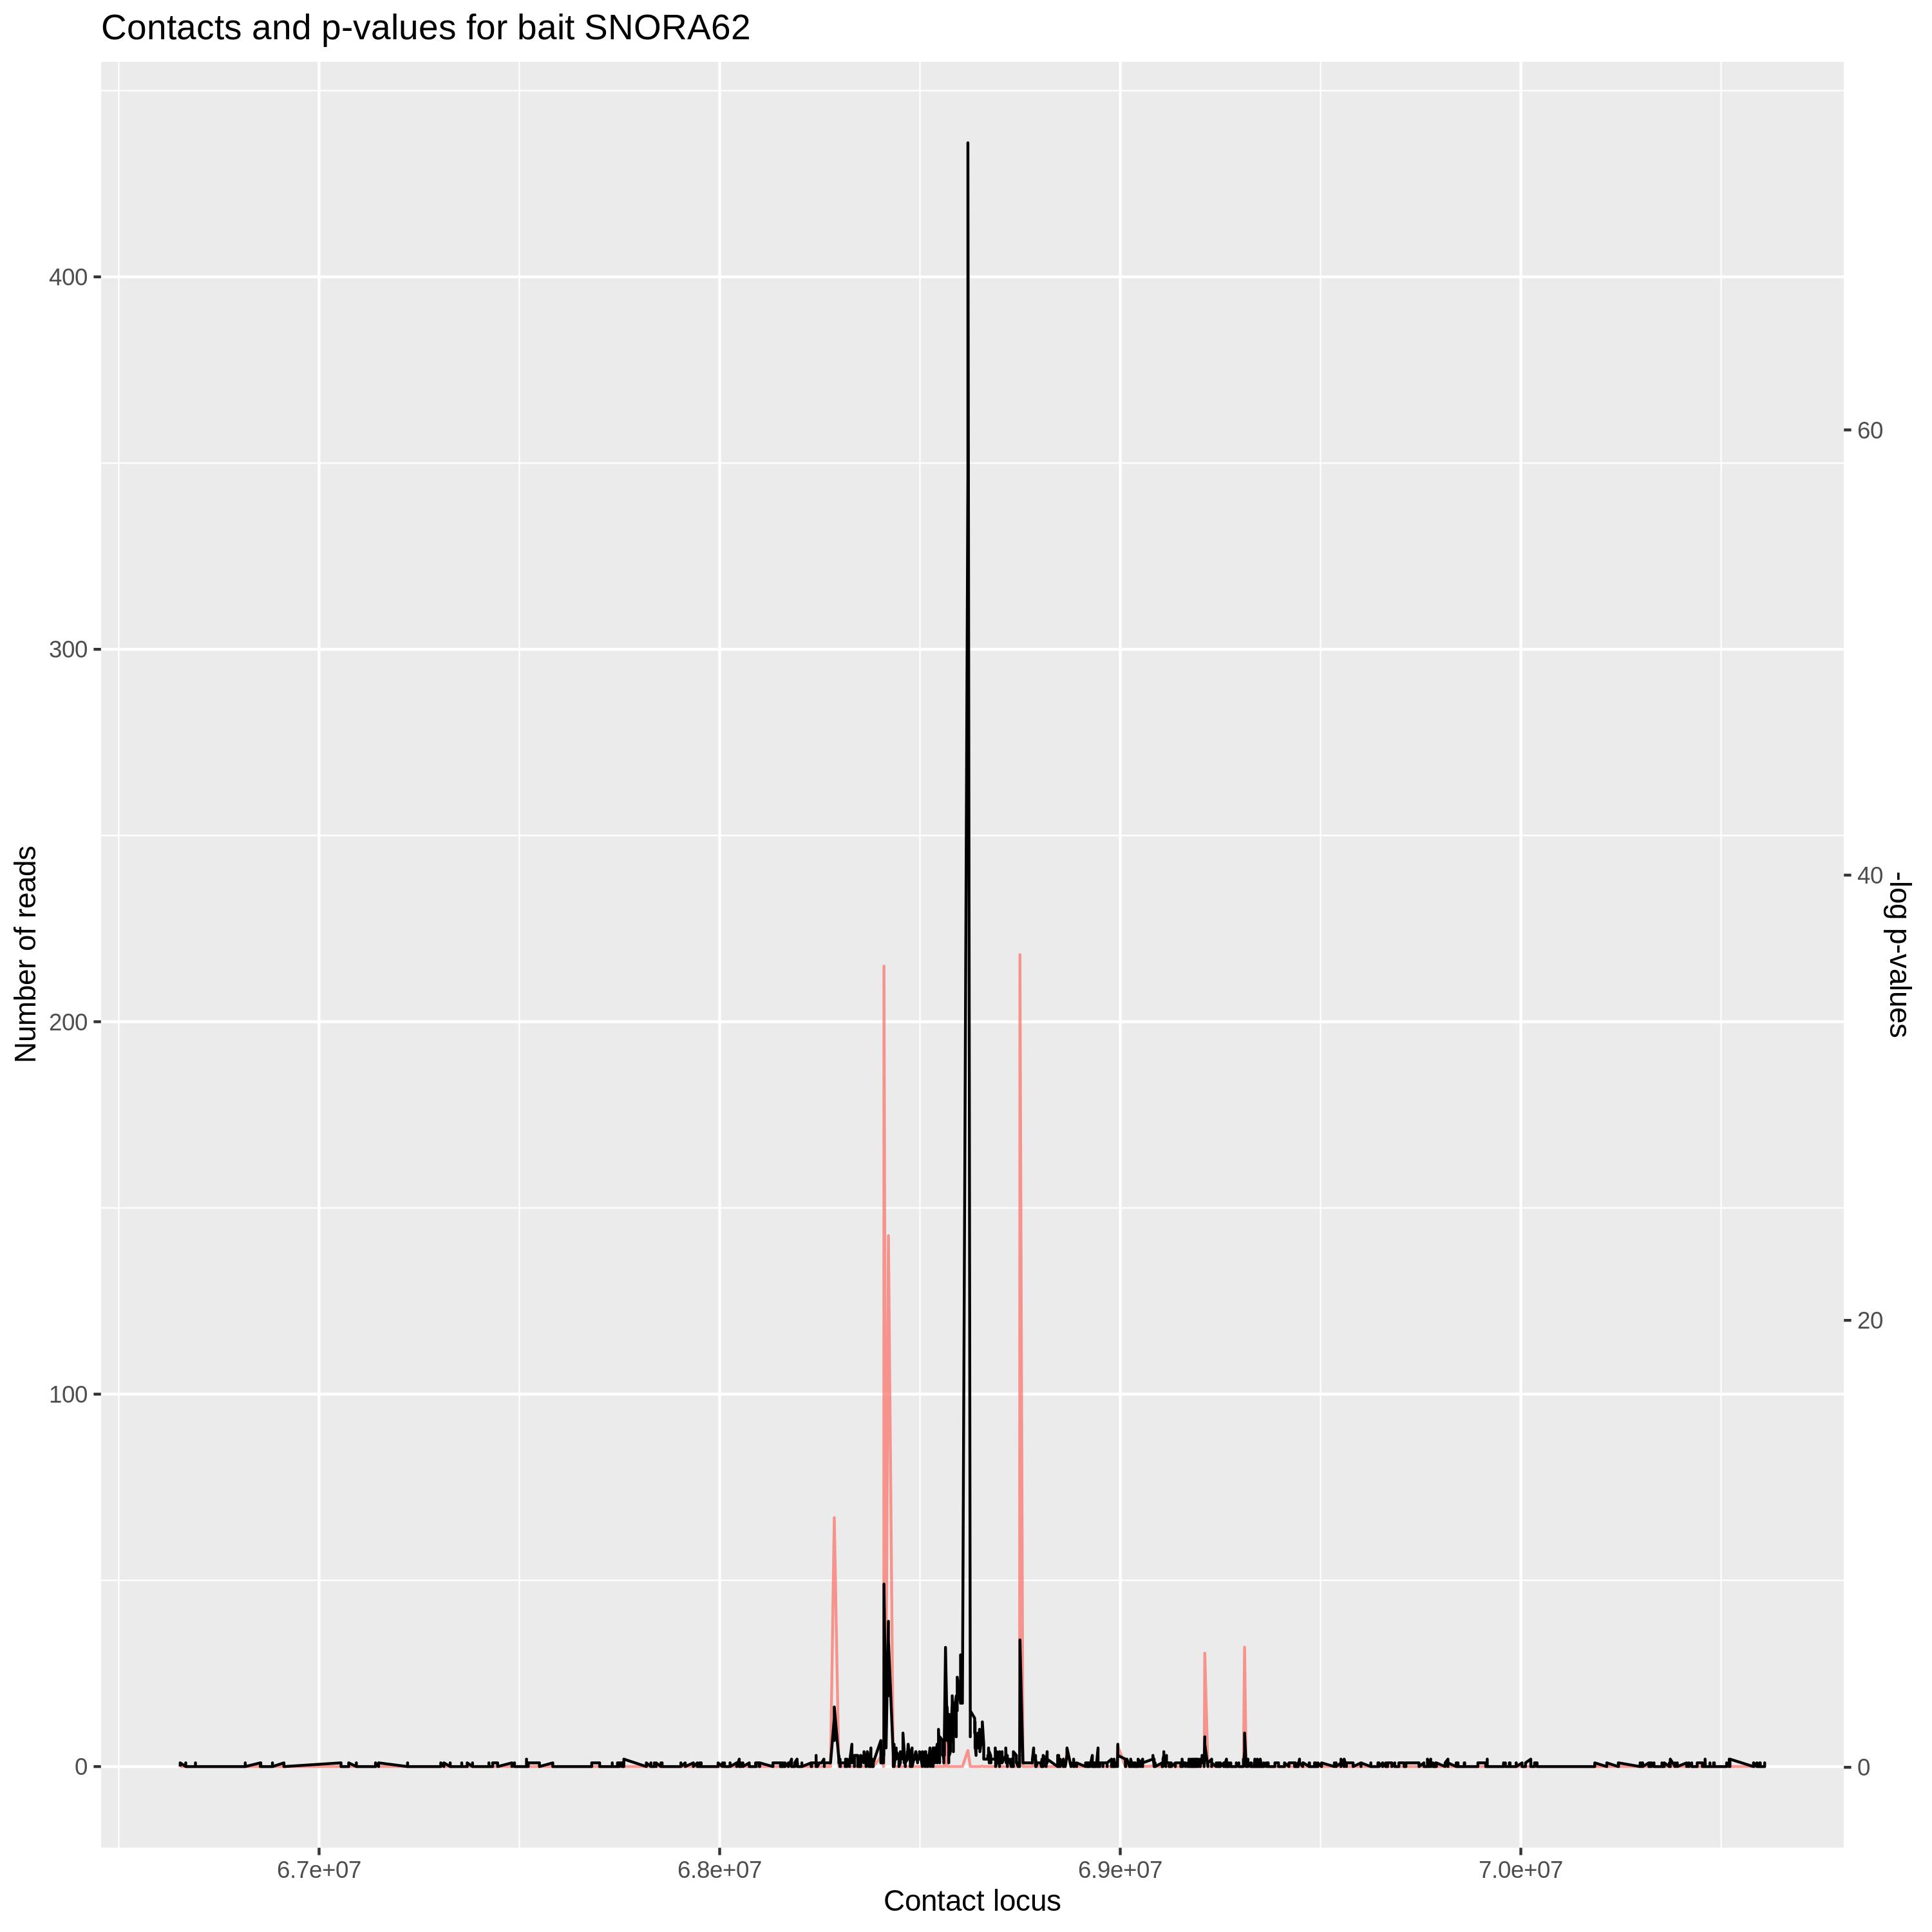 Contacts and p-values for bait SNORA62
400
300
200
100
0
Number of reads
60
40
20
0
-log p-values
6.7e+07
6.8e+07
6.9e+07
7.0e+07
Contact locus